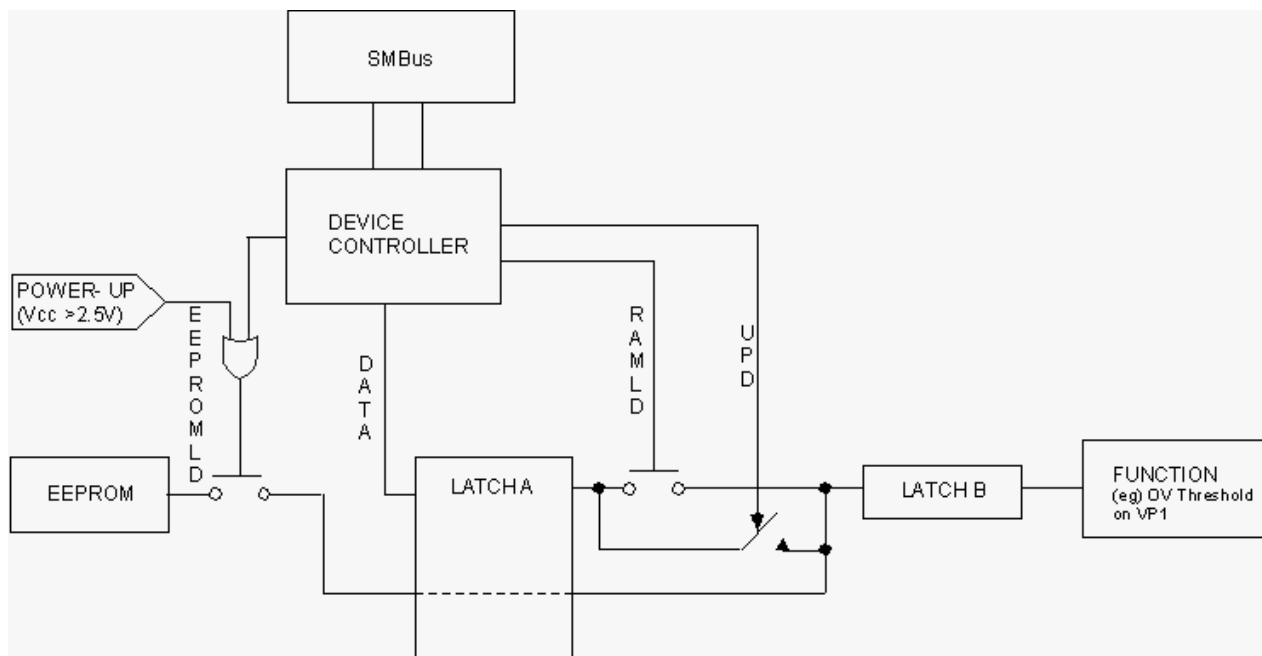 SMBus
DEVICE
CONTROLLER
POWER- UP
(Vcc >2.5V)
EEPROMLD
DATA
RAMLD
UPD
EEPROM
LATCH A
LATCH B
FUNCTION
(eg) OV Threshold
on VP1